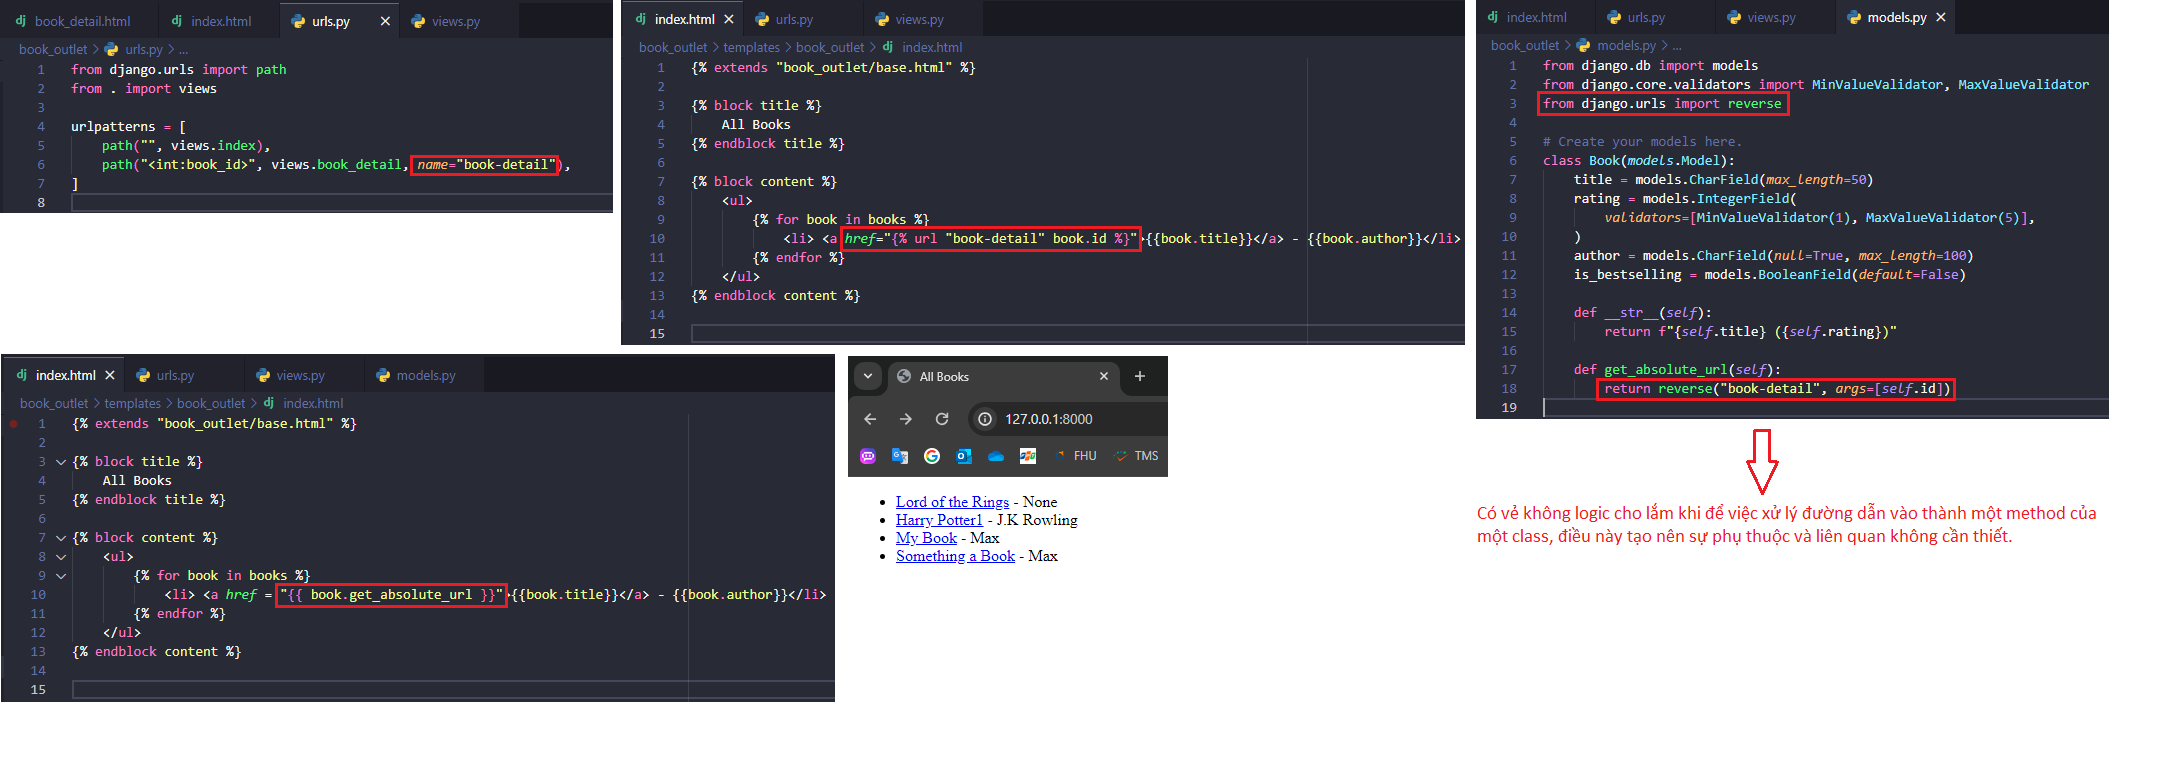 book_detail.html index.html urls.py views.py
book_outlet > urls.py > ...
1 from django.urls import path
2 from . import views
3
4 urlpatterns = [
5 path("", views.index),
6 path("<int:book_id>", views.book_detail, name="book-detail"),
7 ]
8
index.html urls.py views.py
book_outlet > templates > book_outlet > index.html
1 {% extends "book_outlet/base.html" %}
2
3 {% block title %}
4 All Books
5 {% endblock title %}
6
7 {% block content %}
8 <ul>
9 {% for book in books %}
10 <li> <a href="{% url "book-detail" book.id %}">{{book.title}}</a> - {{book.author}}</li>
11 {% endfor %}
12 </ul>
13 {% endblock content %}
14
15
index.html urls.py views.py models.py
book_outlet > models.py > ...
1 from django.db import models
2 from django.core.validators import MinValueValidator, MaxValueValidator
3 from django.urls import reverse
4
5 # Create your models here.
6 class Book(models.Model):
7 title = models.CharField(max_length=50)
8 rating = models.IntegerField(
9 validators=[MinValueValidator(1), MaxValueValidator(5)],
10 )
11 author = models.CharField(null=True, max_length=100)
12 is_bestselling = models.BooleanField(default=False)
13
14 def __str__(self):
15 return f"{self.title} ({self.rating})"
16
17 def get_absolute_url(self):
18 return reverse("book-detail", args=[self.id])
19
Có vẻ không logic cho lắm khi để việc xử lý đường dẫn vào thành một method của
một class, điều này tạo nên sự phụ thuộc và liên quan không cần thiết.
index.html urls.py views.py models.py
book_outlet > templates > book_outlet > index.html
1 {% extends "book_outlet/base.html" %}
2
3 {% block title %}
4 All Books
5 {% endblock title %}
6
7 {% block content %}
8 <ul>
9 {% for book in books %}
10 <li> <a href = "{{ book.get_absolute_url }}">{{book.title}}</a> - {{book.author}}</li>
11 {% endfor %}
12 </ul>
13 {% endblock content %}
14
15
All Books
127.0.0.1:8000
FHU TMS
Lord of the Rings - None
Harry Potter1 - J.K Rowling
My Book - Max
Something a Book - Max